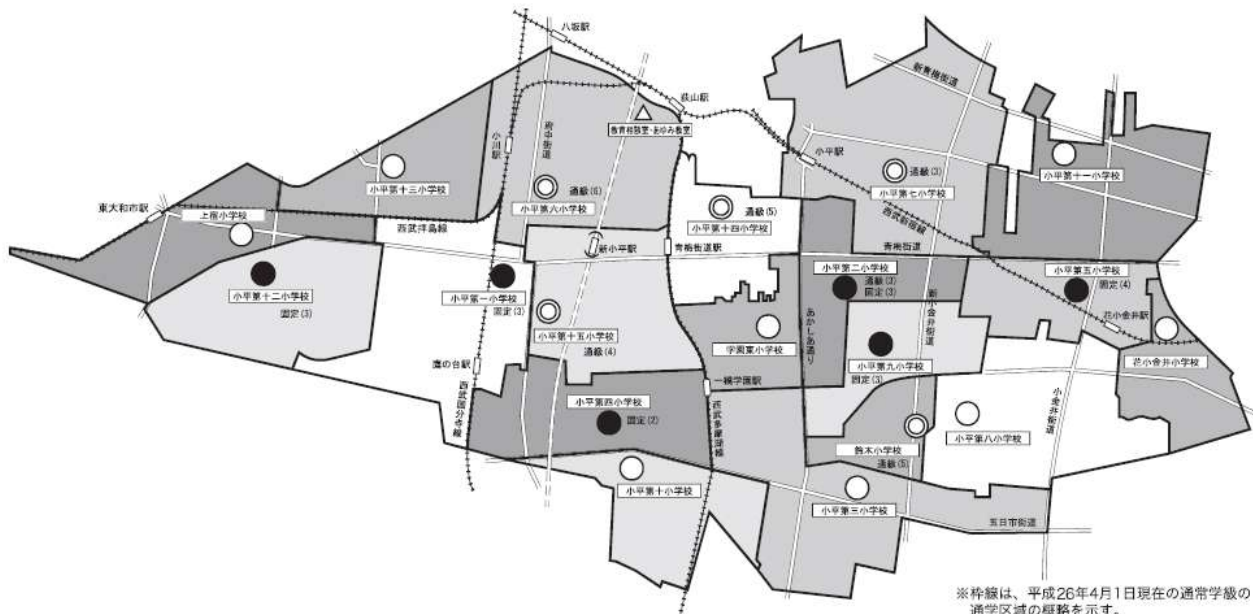 八坂駅
萩山駅
新青梅街道
小川駅
府中街道
教育相談室・あゆみ教室
小平駅
小平第十三小学校
通級(6)
小平第六小学校
通級(5)
小平第十四小学校
通級(3)
小平第七小学校
小平第十一小学校
東大和市駅
上宿小学校
西武拝島線
新小平駅
青梅街道駅
西武新宿線
青梅街道
小平第十二小学校
固定(3)
小平第一小学校
固定(3)
小平第二小学校
通級(3)
固定(3)
小平第五小学校
固定(4)
花小金井駅
小平第十五小学校
通級(4)
学園東小学校
あかしあ通り
新小金井街道
小平第九小学校
固定(3)
花小金井小学校
鷹の台駅
西武国分寺線
一橋学園駅
小平第四小学校
固定(2)
西武多摩湖線
小金井街道
小平第八小学校
鈴木小学校
通級(5)
小平第十小学校
小平第三小学校
五日市街道
※枠線は、平成26年4月1日現在の通常学級の
通学区域の概略を示す。